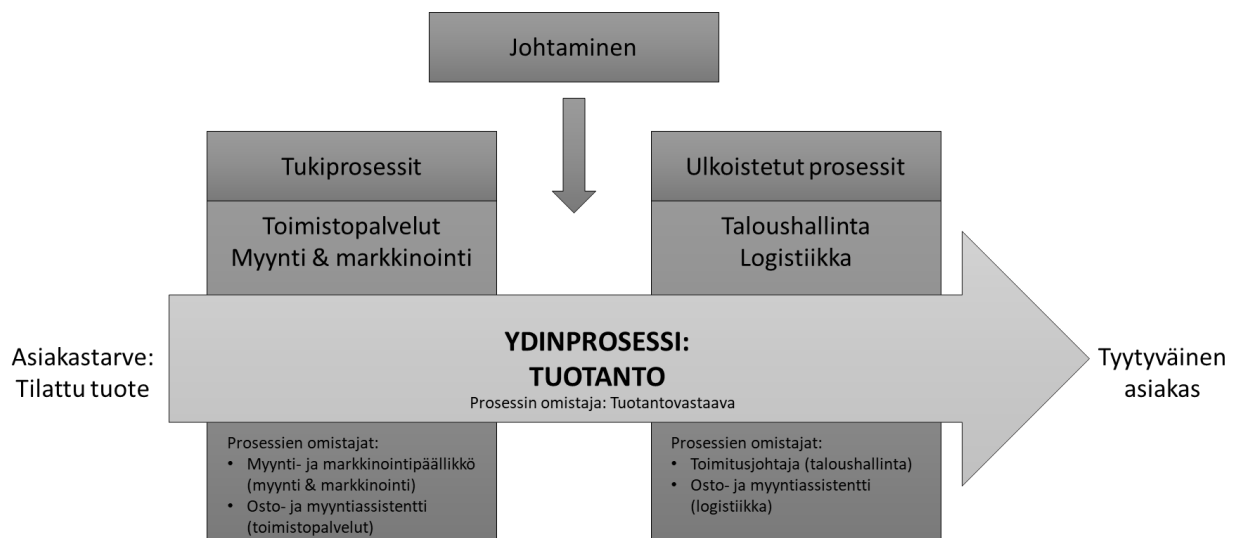 Johtaminen
Tukiprosessit
Toimistopalvelut
Myynti & markkinointi
Ulkoistetut prosessit
Taloushallinta
Logistiikka
Asiakastarve:
Tilattu tuote
YDINPROSESSI:
TUOTANTO
Prosessin omistaja: Tuotantovastaava
Tyytyväinen
asiakas
Prosessien omistajat:
• Myynti- ja markkinointipäällikkö
(myynti & markkinointi)
• Osto- ja myyntiassistentti
(toimistopalvelut)
Prosessien omistajat:
• Toimitusjohtaja (taloushallinta)
• Osto- ja myyntiassistentti
(logistiikka)